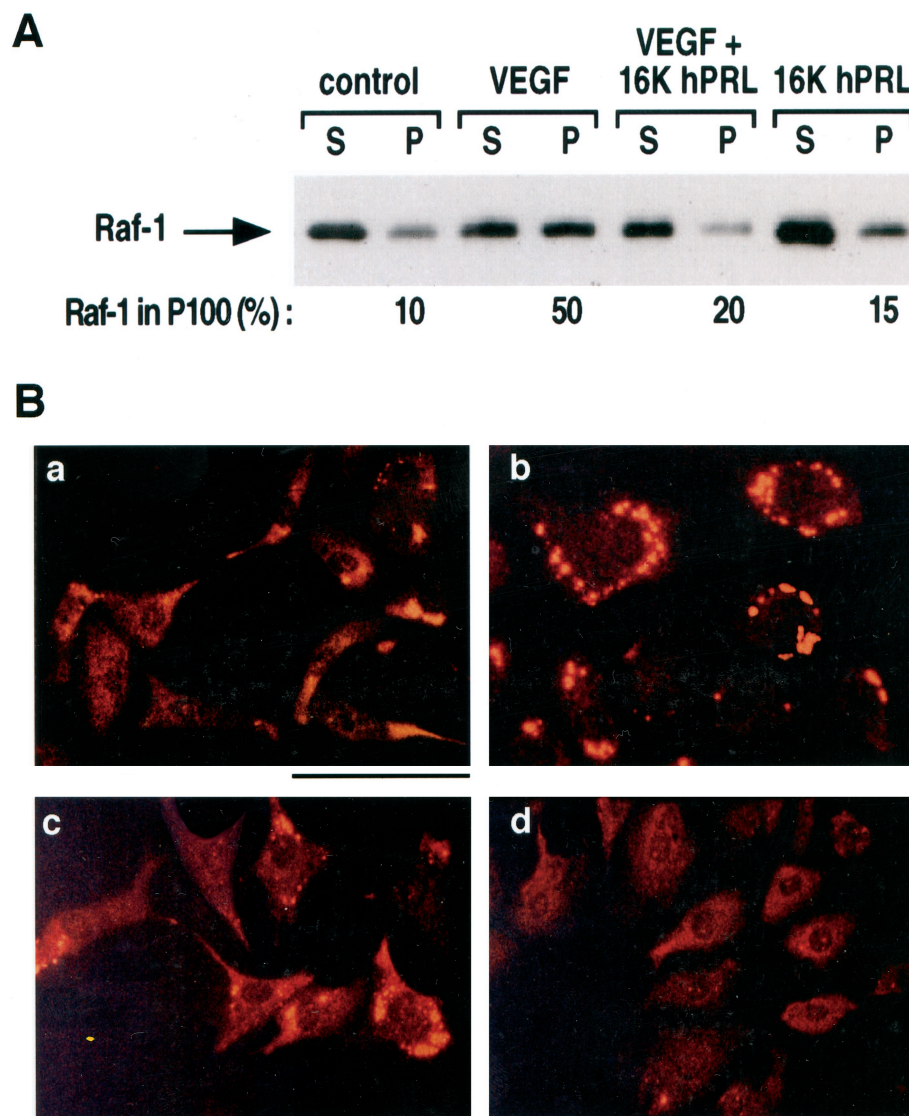 A
control VEGF VEGF + 16K hPRL 16K hPRL
S P S P S P S P
Raf-1
Raf-1 in P100 (%) : 10 50 20 15
B
a b
c d